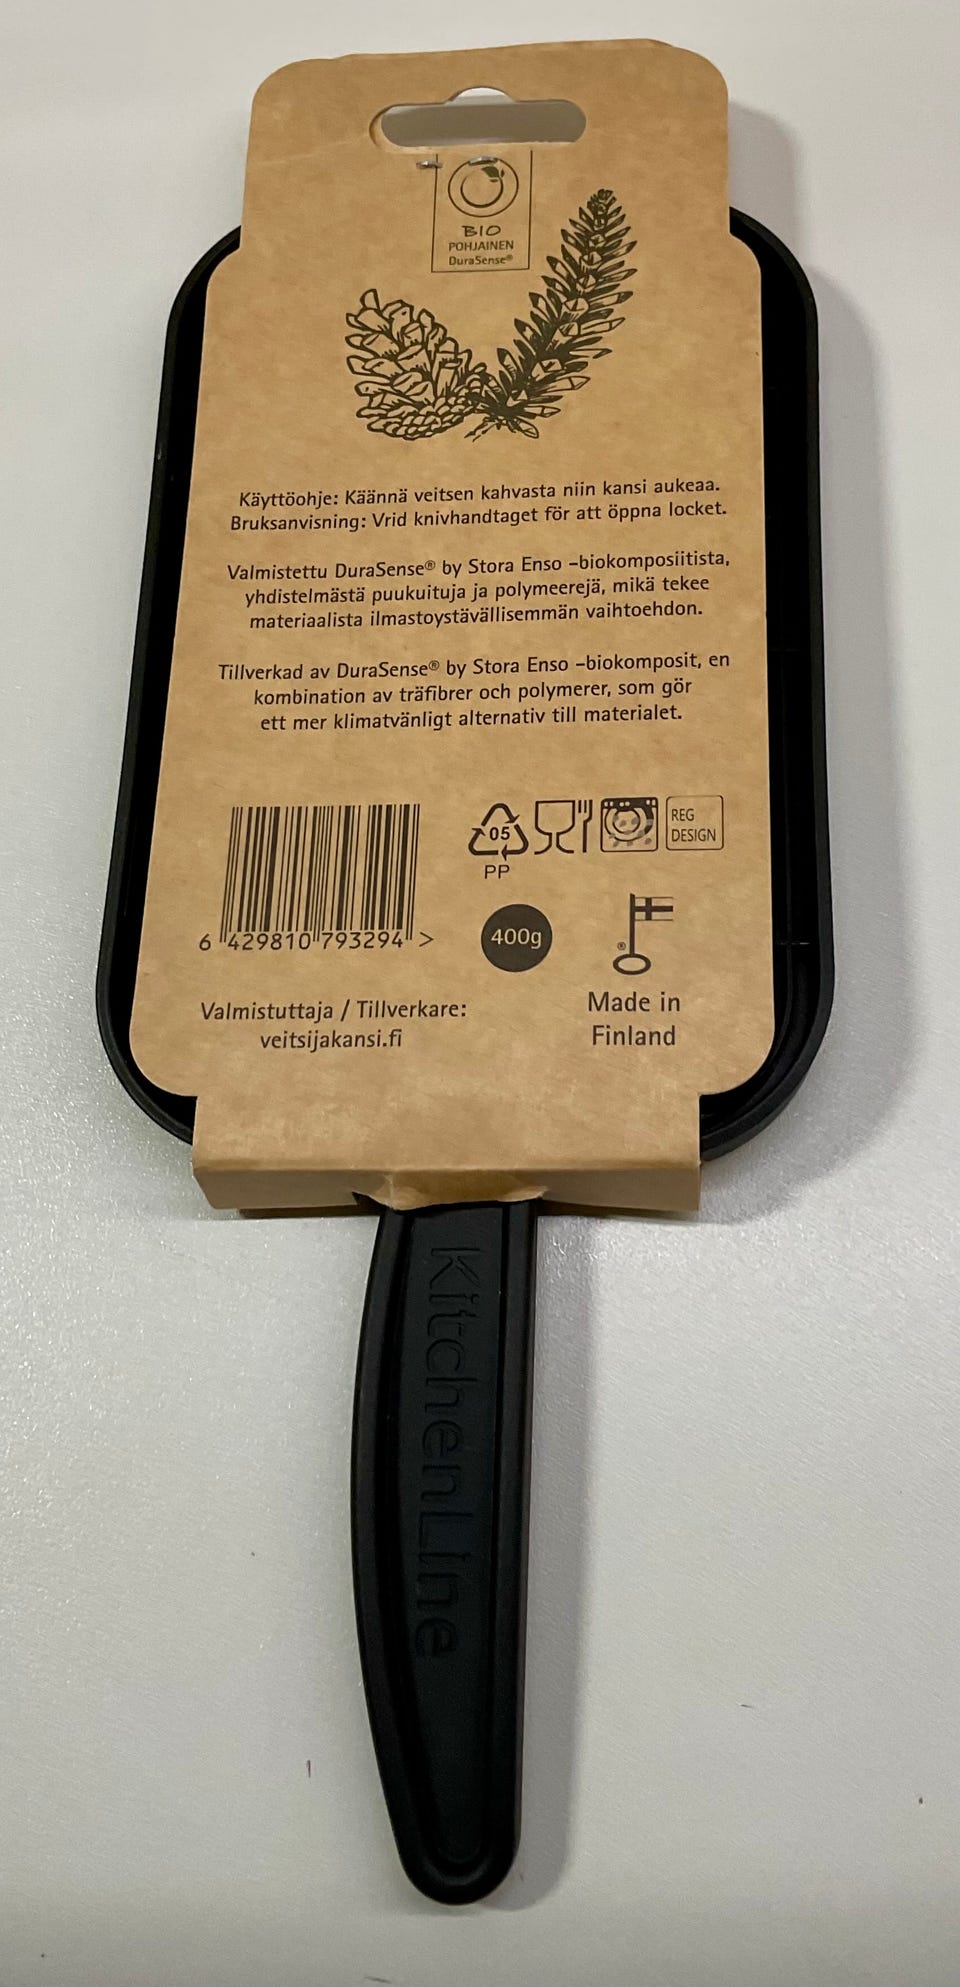 BIO
POHJAINEN
DuraSense®
Käyttöohje: Käännä veitsen kahvasta niin kansi aukeaa.
Bruksanvisning: Vrid knivhandtaget för att öppna locket.
Valmistettu DuraSense® by Stora Enso –biokomposiitista,
yhdistelmästä puukuituja ja polymeerejä, mikä tekee
materiaalista ilmastoystävällisemmän vaihtoehdon.
Tillverkad av DuraSense® by Stora Enso –biokomposit, en
kombination av träfibrer och polymerer, som gör
ett mer klimatvänligt alternativ till materialet.
05
PP
REG
DESIGN
6 429810 793294 >
400g
®
Valmistuttaja / Tillverkare:
veitsijakansi.fi
Made in
Finland
KitchenLine